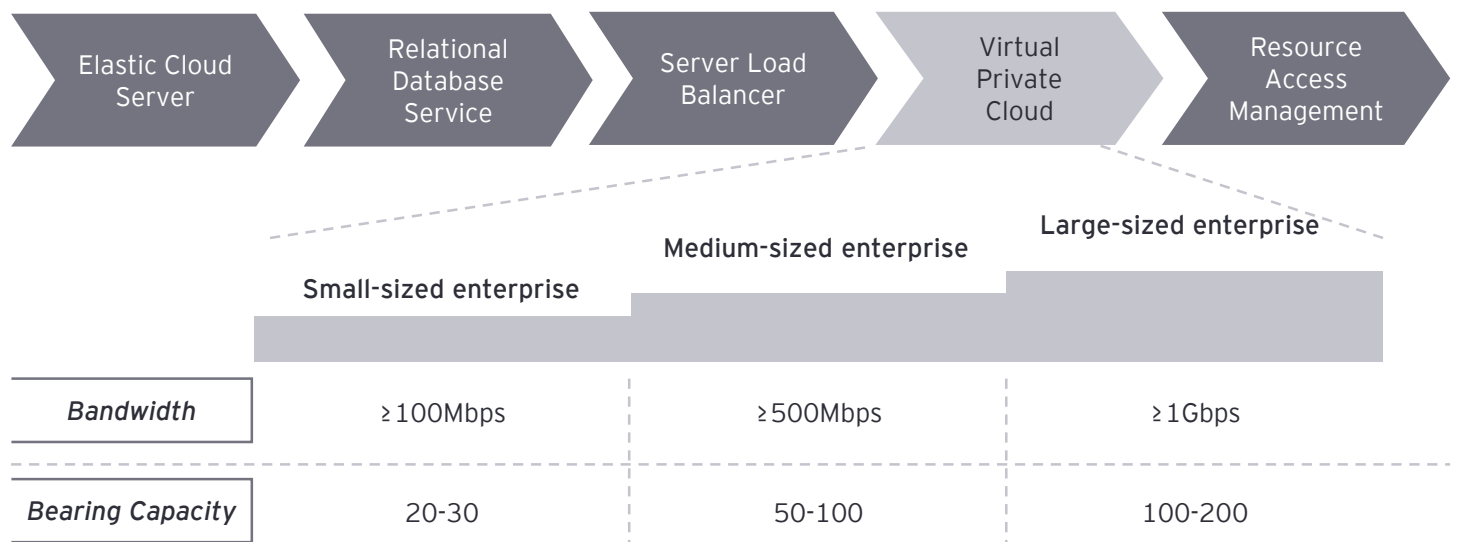 Elastic Cloud
Server
Relational
Database
Service
Server Load
Balancer
Virtual
Private
Cloud
Resource
Access
Management
Small-sized enterprise
Medium-sized enterprise
Large-sized enterprise
Bandwidth
≥100Mbps
≥500Mbps
≥1Gbps
Bearing Capacity
20-30
50-100
100-200